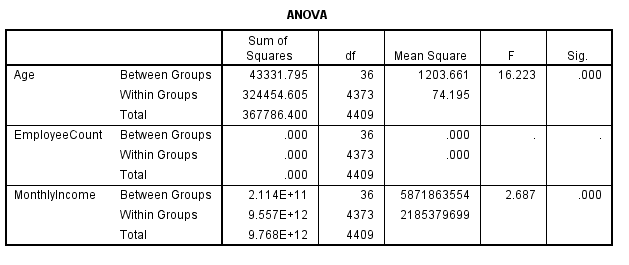 ANOVA
Sum of Squares df Mean Square F Sig.
Age Between Groups 43331.795 36 1203.661 16.223 .000
Within Groups 324454.605 4373 74.195
Total 367786.400 4409
EmployeeCount Between Groups .000 36 .000 . .
Within Groups .000 4373 .000
Total .000 4409
MonthlyIncome Between Groups 2.114E+11 36 5871863554 2.687 .000
Within Groups 9.557E+12 4373 2185379699
Total 9.768E+12 4409